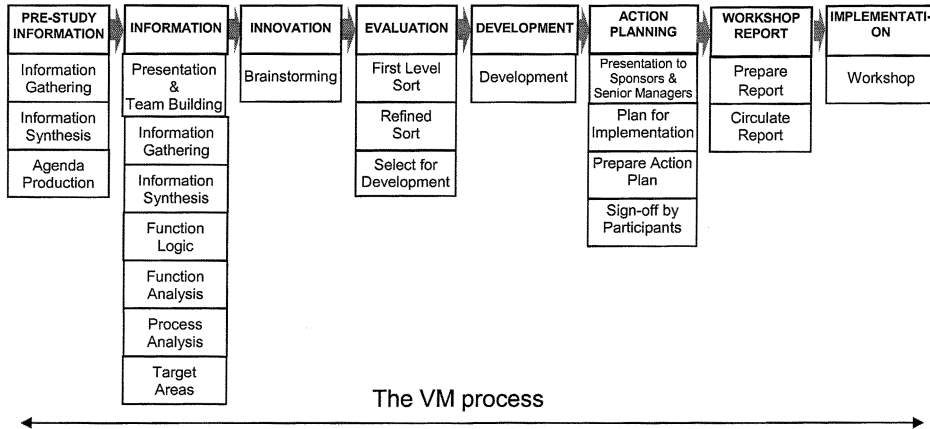 PRE-STUDY
INFORMATION
Information
Gathering
Information
Synthesis
Agenda
Production
INFORMATION
Presentation
&
Team Building
Information
Gathering
Information
Synthesis
Function
Logic
Function
Analysis
Process
Analysis
Target
Areas
INNOVATION
Brainstorming
EVALUATION
First Level
Sort
Refined
Sort
Select for
Development
DEVELOPMENT
Development
ACTION
PLANNING
Presentation to
Sponsors &
Senior Managers
Plan for
Implementation
Prepare Action
Plan
Sign-off by
Participants
WORKSHOP
REPORT
Prepare
Report
Circulate
Report
IMPLEMENTATI-
ON
Workshop
The VM process